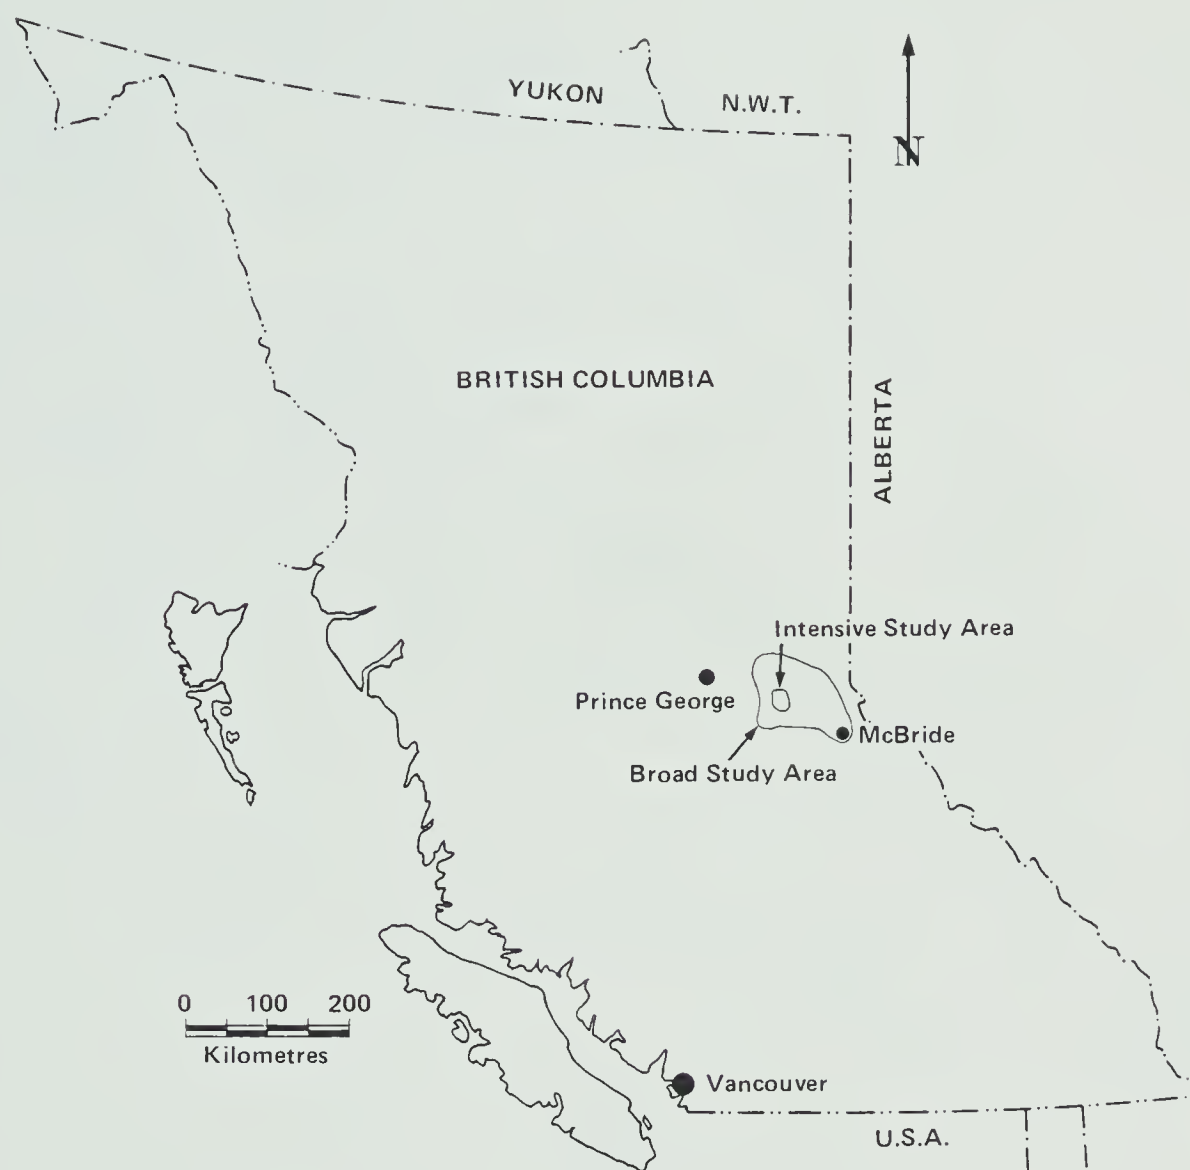 YUKON
N.W.T.
N
BRITISH COLUMBIA
ALBERTA
Intensive Study Area
Prince George
McBride
Broad Study Area
0 100 200
Kilometres
Vancouver
U.S.A.